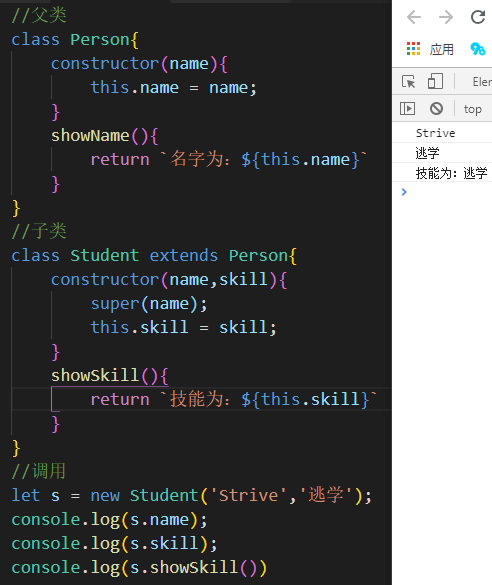 //父类
class Person{
    constructor(name){
        this.name = name;
    }
    showName(){
        return `名字为：${this.name}`
    }
}
//子类
class Student extends Person{
    constructor(name,skill){
        super(name);
        this.skill = skill;
    }
    showSkill(){
        return `技能为：${this.skill}`
    }
}
//调用
let s = new Student('Strive','逃学');
console.log(s.name);
console.log(s.skill);
console.log(s.showSkill())
应用
Elen
top
Strive
逃学
技能为：逃学